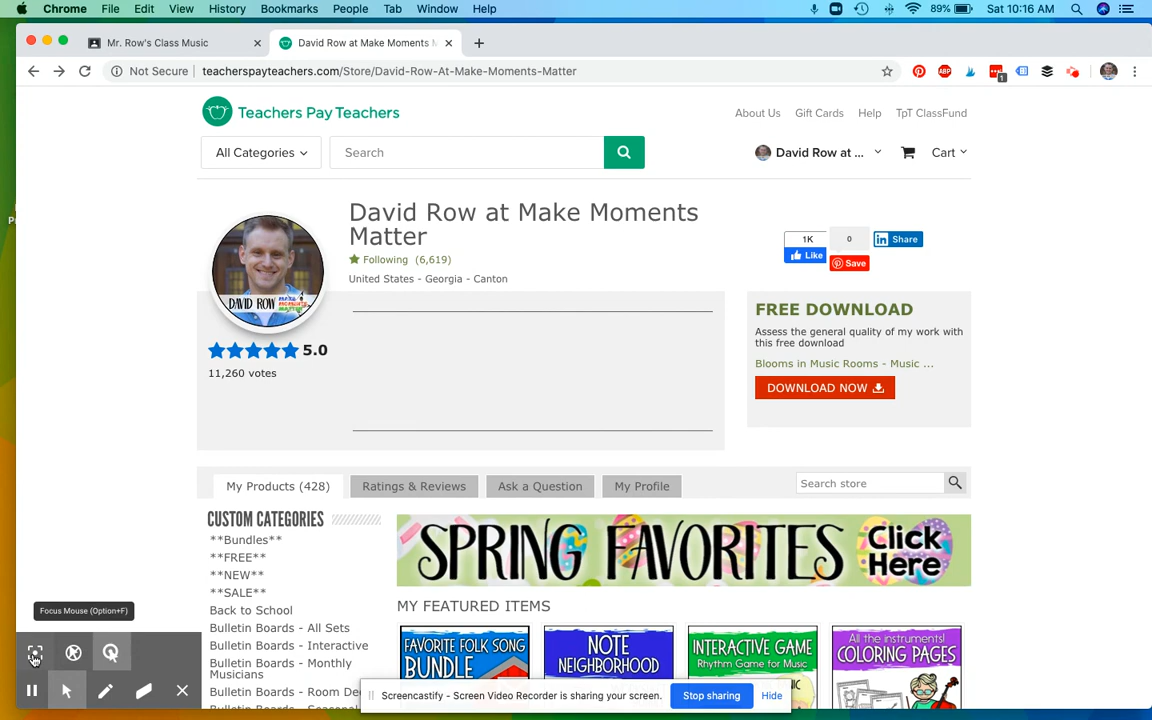 Chrome File Edit View History Bookmarks People Tab Window Help 89% Sat 10:16 AM
Mr. Row's Class Music David Row at Make Moments M
Not Secure teacherspayteachers.com/Store/David-Row-At-Make-Moments-Matter ABP 1
Teachers Pay Teachers About Us Gift Cards Help TpT ClassFund
All Categories Search David Row at ... Cart
David Row at Make Moments
Matter
1K 0 in Share
Like Save
Following (6,619)
United States - Georgia - Canton
DAVID ROW MAKE MOMENTS MATTER
5.0
11,260 votes
FREE DOWNLOAD
Assess the general quality of my work with
this free download
Blooms in Music Rooms - Music ...
DOWNLOAD NOW
My Products (428) Ratings & Reviews Ask a Question My Profile Search store
CUSTOM CATEGORIES
**Bundles**
**FREE**
**NEW**
**SALE**
Back to School
Bulletin Boards - All Sets
Bulletin Boards - Interactive
Bulletin Boards - Monthly
Musicians
Bulletin Boards - Room De
SPRING FAVORITES Click
Here
MY FEATURED ITEMS
FAVORITE FOLK SONG
BUNDLE
NOTE
NEIGHBORHOOD
INTERACTIVE GAME
Rhythm Game for Music
All the instruments!
COLORING PAGES
Focus Mouse (Option+F)
Screencastify - Screen Video Recorder is sharing your screen. Stop sharing Hide